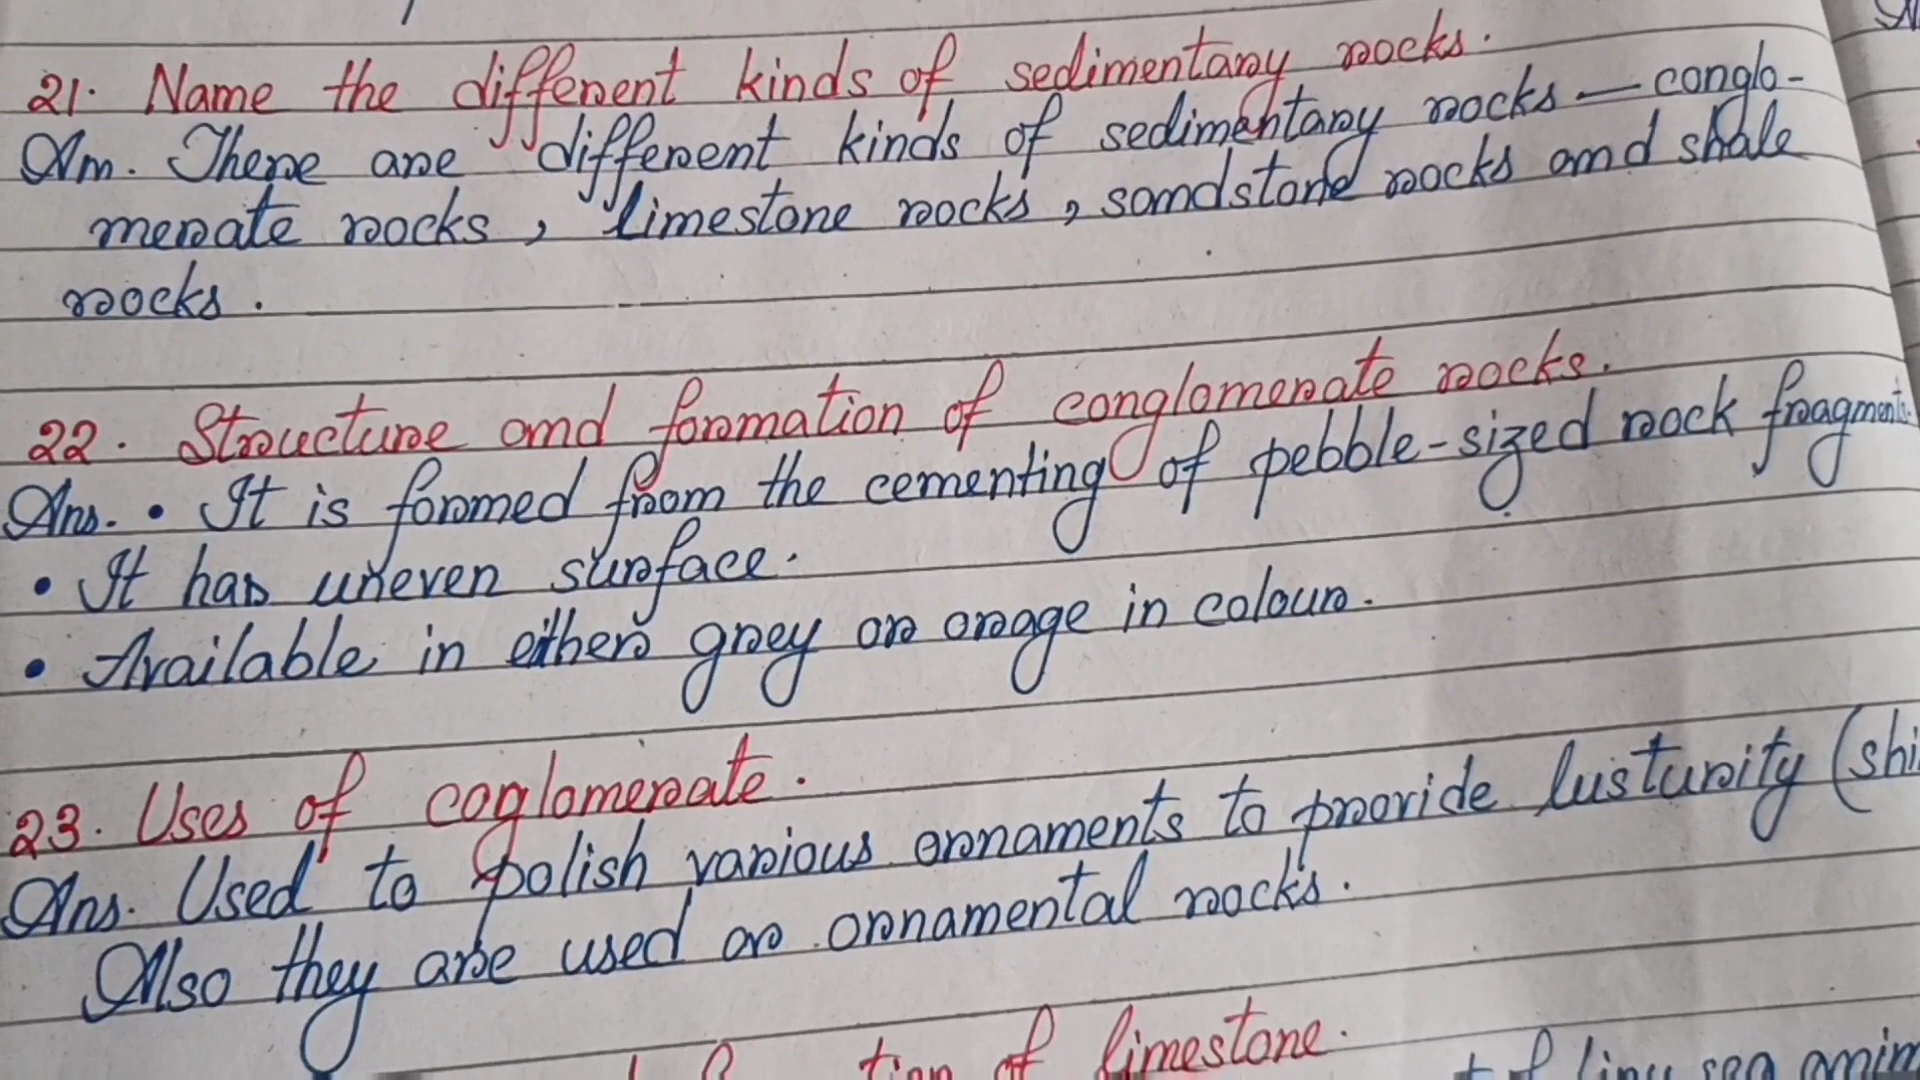 21. Name the different kinds of sedimentary rocks.
Ans. There are different kinds of sedimentary rocks — conglo-
merate rocks, limestone rocks, sandstone rocks and shale
rocks.
22. Structure and formation of conglomerate rocks.
Ans. • It is formed from the cementing of pebble-sized rock fragments.
• It has uneven surface.
• Available in either grey or orage in colour.
23. Uses of coglomerate.
Ans. Used to polish various ornaments to provide lusturity (shi
Also they are used as ornamental rocks.
tion of limestone.